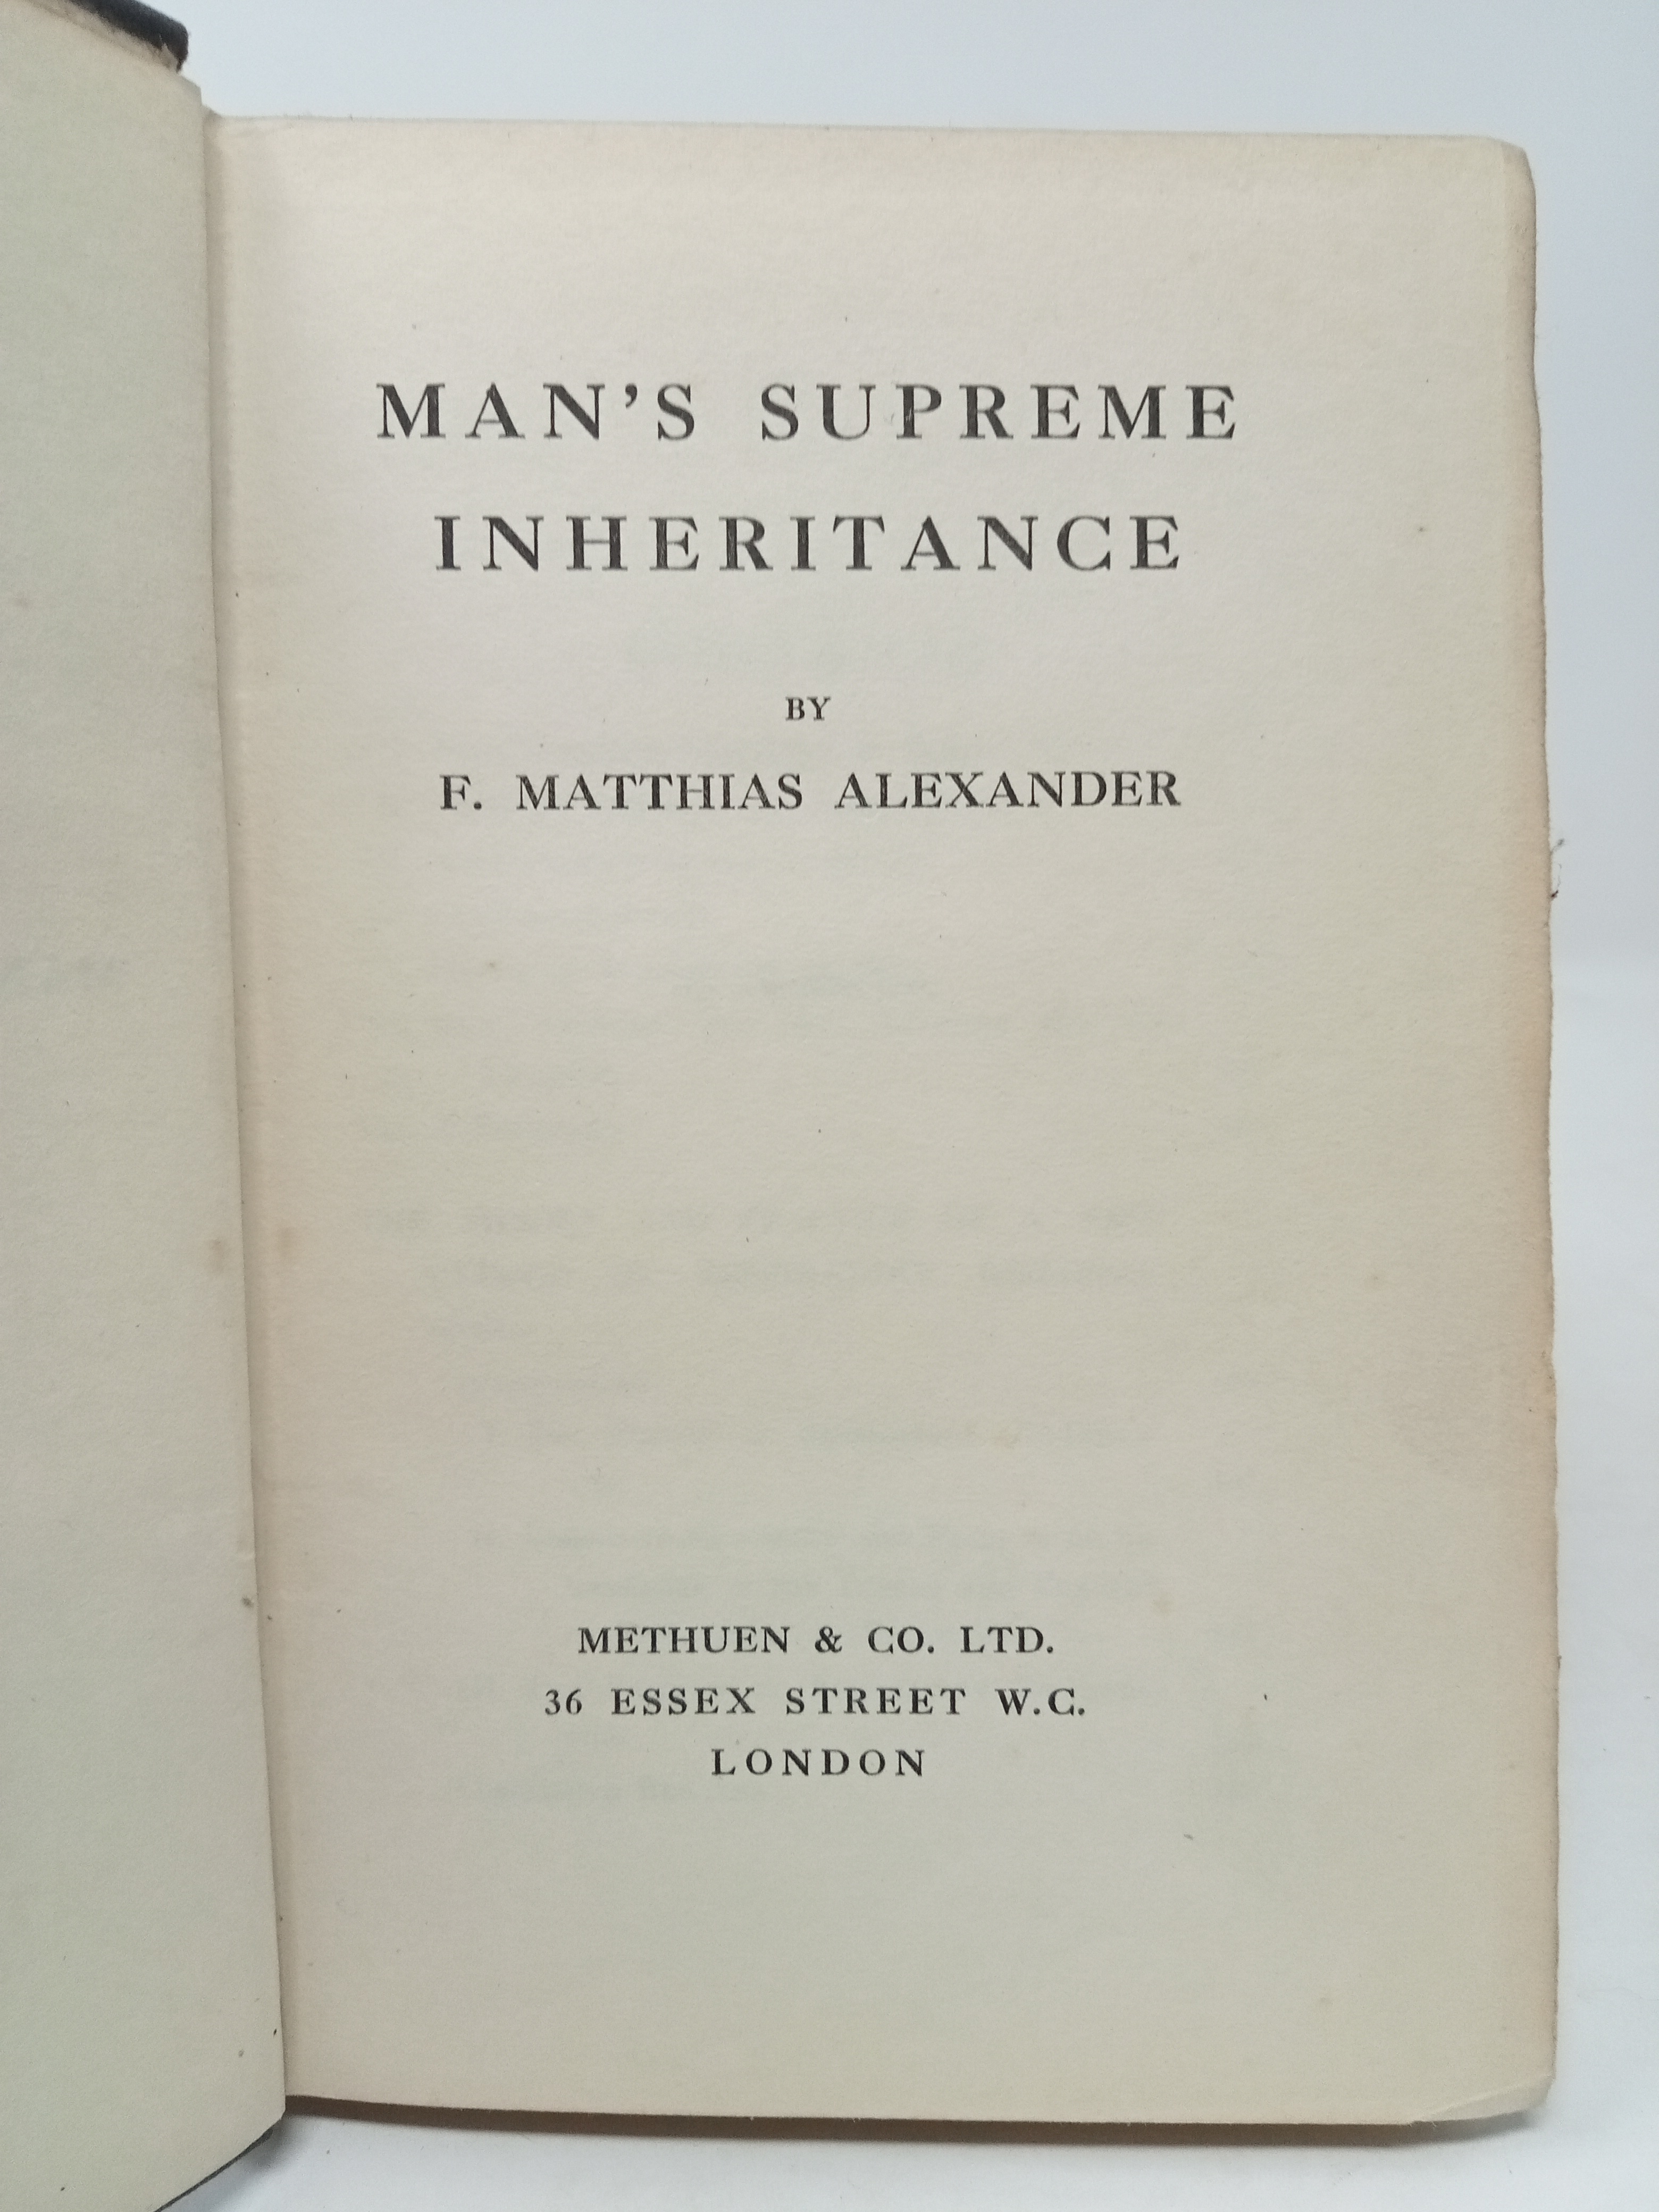 MAN'S SUPREME
INHERITANCE
BY
F. MATTHIAS ALEXANDER
METHUEN & CO. LTD.
36 ESSEX STREET W.C.
LONDON